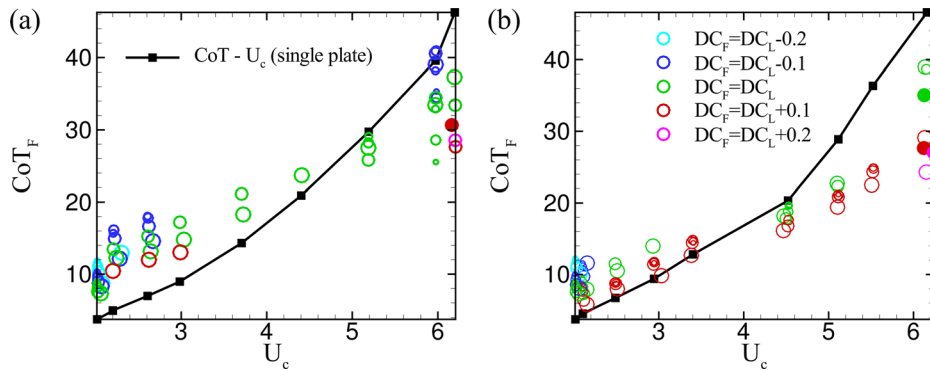 (a)
CoT - U_c (single plate)
CoT_F
40
30
20
10
3
4
5
6
U_c
(b)
DC_F=DC_L-0.2
DC_F=DC_L-0.1
DC_F=DC_L
DC_F=DC_L+0.1
DC_F=DC_L+0.2
CoT_F
40
30
20
10
3
4
5
6
U_c